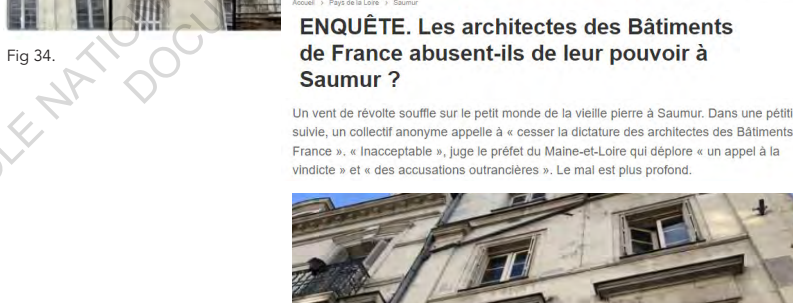 Accueil > Pays de la Loire > Saumur
ENQUÊTE. Les architectes des Bâtiments
de France abusent-ils de leur pouvoir à
Saumur ?
Fig 34.
Un vent de révolte souffle sur le petit monde de la vieille pierre à Saumur. Dans une
suivie, un collectif anonyme appelle à « cesser la dictature des architectes des Bâtiments
France ». « Inacceptable », juge le préfet du Maine-et-Loire qui déplore « un appel à la
vindicte » et « des accusations outrancières ». Le mal est plus profond.